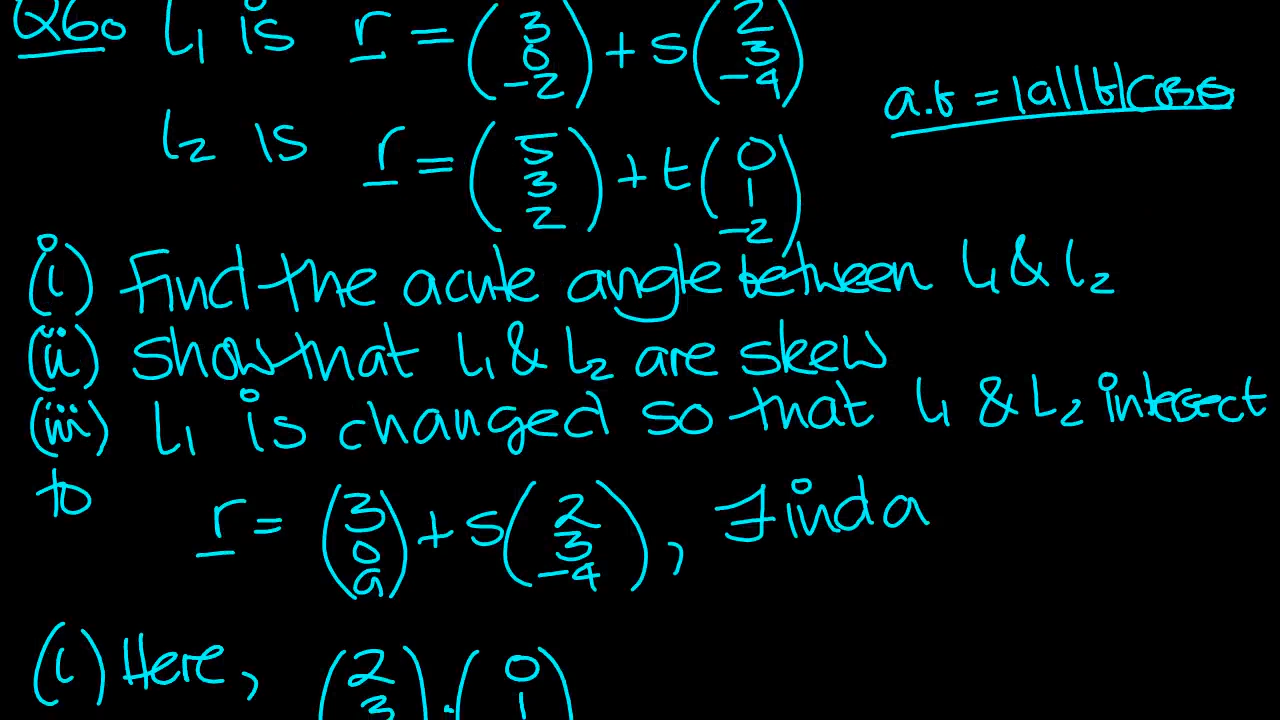 Q60 L₁ is r = (3 0 -2) + s(2 3 -4)
a.b = |a||b|cosθ
L₂ is r = (5 3 2) + t(0 1 -2)
(i) Find the acute angle between L₁ & L₂
(ii) show that L₁ & L₂ are skew
(iii) L₁ is changed so that L₁ & L₂ intersect
to r = (3 0 a) + s(2 3 -4), Find a
(i) Here, (2 3 . (0 1